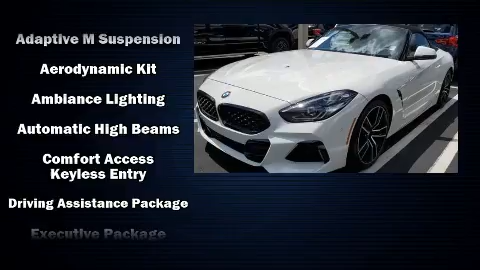 Adaptive M Suspension
Aerodynamic Kit
Ambiance Lighting
Automatic High Beams
Comfort Access
Keyless Entry
Driving Assistance Package
Executive Package